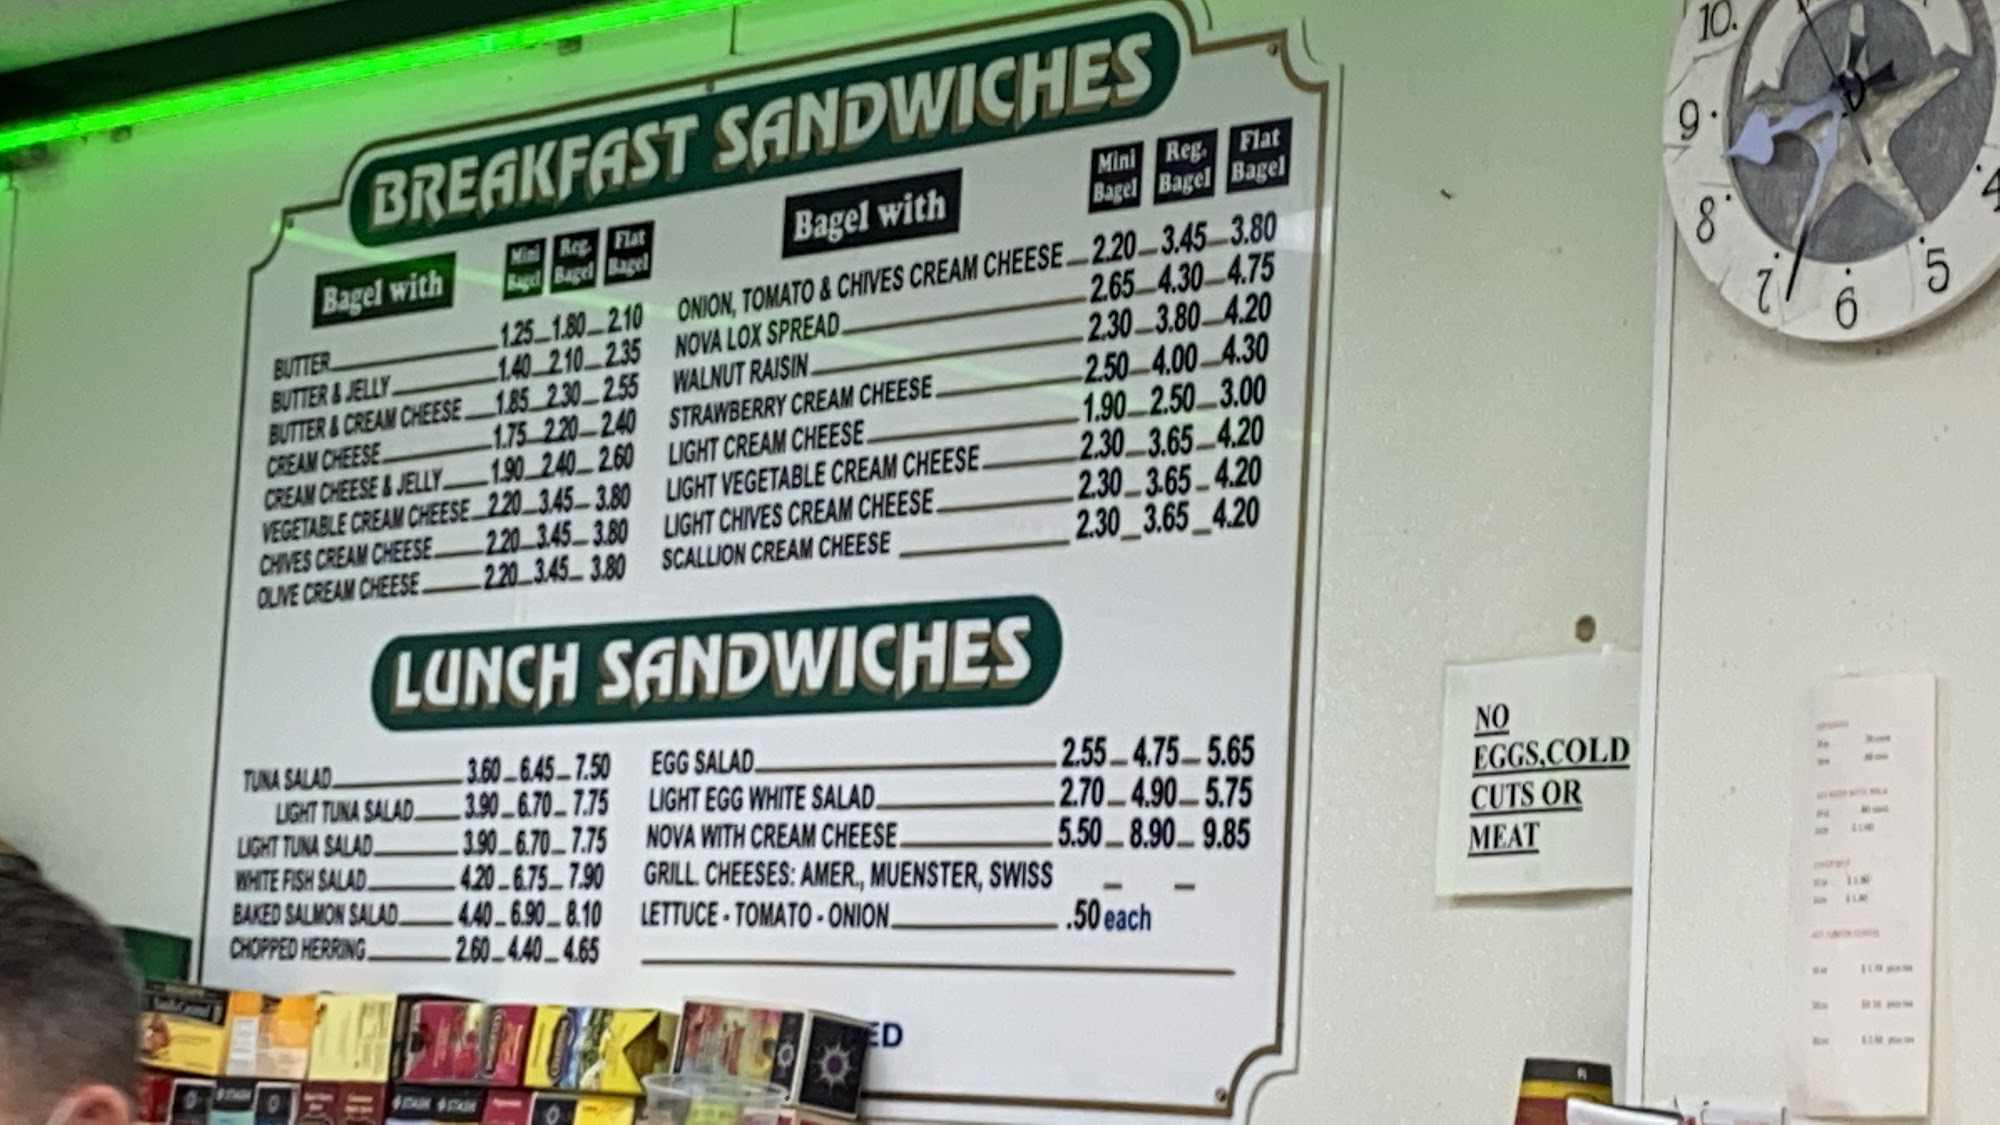 BREAKFAST SANDWICHES
Bagel with Mini Bagel Reg. Bagel Flat Bagel
BUTTER 1.25 1.80 2.10
BUTTER & JELLY 1.40 2.10 2.35
BUTTER & CREAM CHEESE 1.85 2.30 2.55
CREAM CHEESE 1.75 2.20 2.40
CREAM CHEESE & JELLY 1.90 2.40 2.60
VEGETABLE CREAM CHEESE 2.20 3.45 3.80
CHIVES CREAM CHEESE 2.20 3.45 3.80
OLIVE CREAM CHEESE 2.20 3.45 3.80
Bagel with Mini Bagel Reg. Bagel Flat Bagel
ONION, TOMATO & CHIVES CREAM CHEESE 2.20 3.45 3.80
NOVA LOX SPREAD 2.65 4.30 4.75
WALNUT RAISIN 2.30 3.80 4.20
STRAWBERRY CREAM CHEESE 2.50 4.00 4.30
LIGHT CREAM CHEESE 1.90 2.50 3.00
LIGHT VEGETABLE CREAM CHEESE 2.30 3.65 4.20
LIGHT CHIVES CREAM CHEESE 2.30 3.65 4.20
SCALLION CREAM CHEESE 2.30 3.65 4.20
LUNCH SANDWICHES
TUNA SALAD 3.60 6.45 7.50
LIGHT TUNA SALAD 3.90 6.70 7.75
LIGHT TUNA SALAD 3.90 6.70 7.75
WHITE FISH SALAD 4.20 6.75 7.90
BAKED SALMON SALAD 4.40 6.90 8.10
CHOPPED HERRING 2.60 4.40 4.65
EGG SALAD 2.55 4.75 5.65
LIGHT EGG WHITE SALAD 2.70 4.90 5.75
NOVA WITH CREAM CHEESE 5.50 8.90 9.85
GRILL CHEESES: AMER., MUENSTER, SWISS
LETTUCE - TOMATO - ONION .50 each
ED
NO
EGGS,COLD
CUTS OR
MEAT
10
9
8
7
6
5
4
STASH STASH